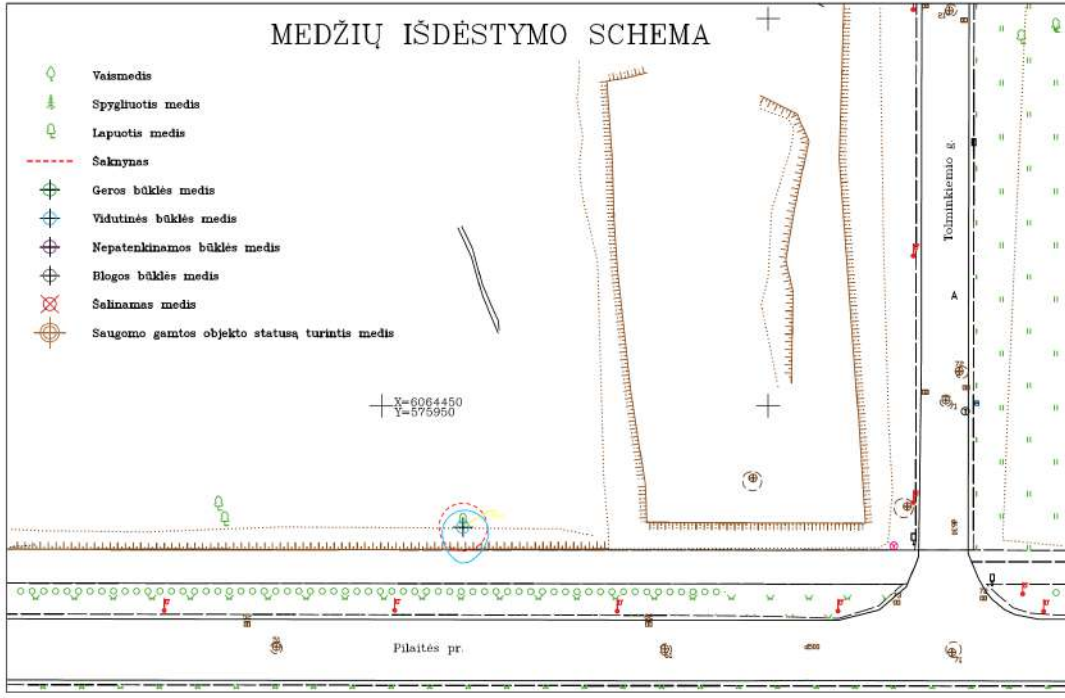 MEDŽIŲ IŠDĖSTYMO SCHEMA
Vaismedis
Spygliuotis medis
Lapuotis medis
Šaknynas
Geros būklės medis
Vidutinės būklės medis
Nepatenkinamos būklės medis
Blogos būklės medis
Šalinamas medis
Saugomo gamtos objekto statusą turintis medis
Tolminkiemio g.
A
X=6064450
Y=575950
Pilaitės pr.
d500